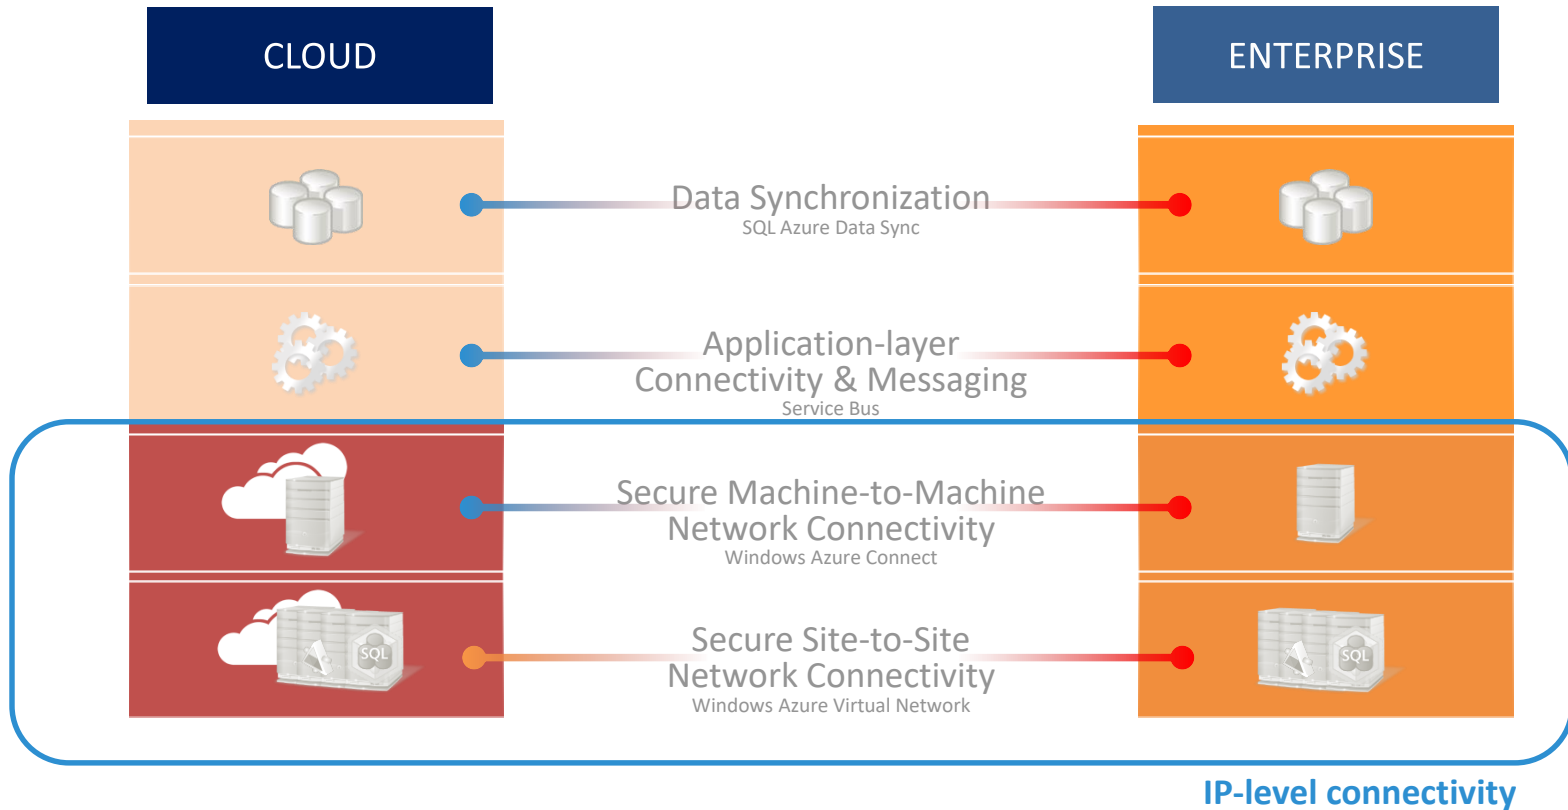 CLOUD
ENTERPRISE
Data Synchronization
SQL Azure Data Sync
Application-layer
Connectivity & Messaging
Service Bus
Secure Machine-to-Machine
Network Connectivity
Windows Azure Connect
Secure Site-to-Site
Network Connectivity
Windows Azure Virtual Network
SQL
SQL
IP-level connectivity